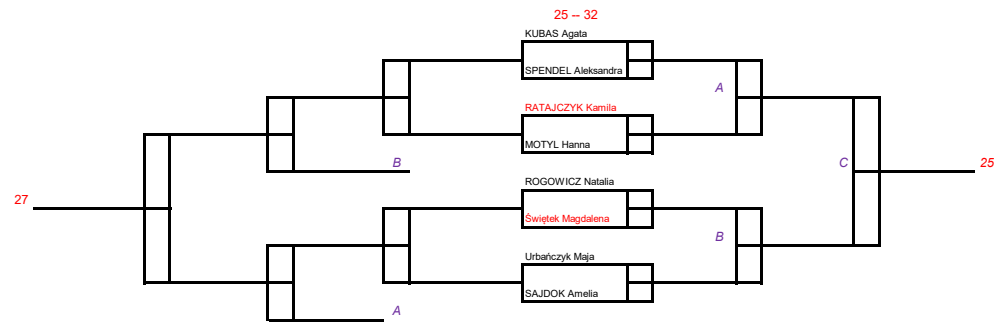 25 -- 32
KUBAS Agata
SPENDEL Aleksandra
A
RATAJCZYK Kamila
MOTYL Hanna
B
C
25
ROGOWICZ Natalia
27
Świętek Magdalena
B
Urbańczyk Maja
SAJDOK Amelia
A